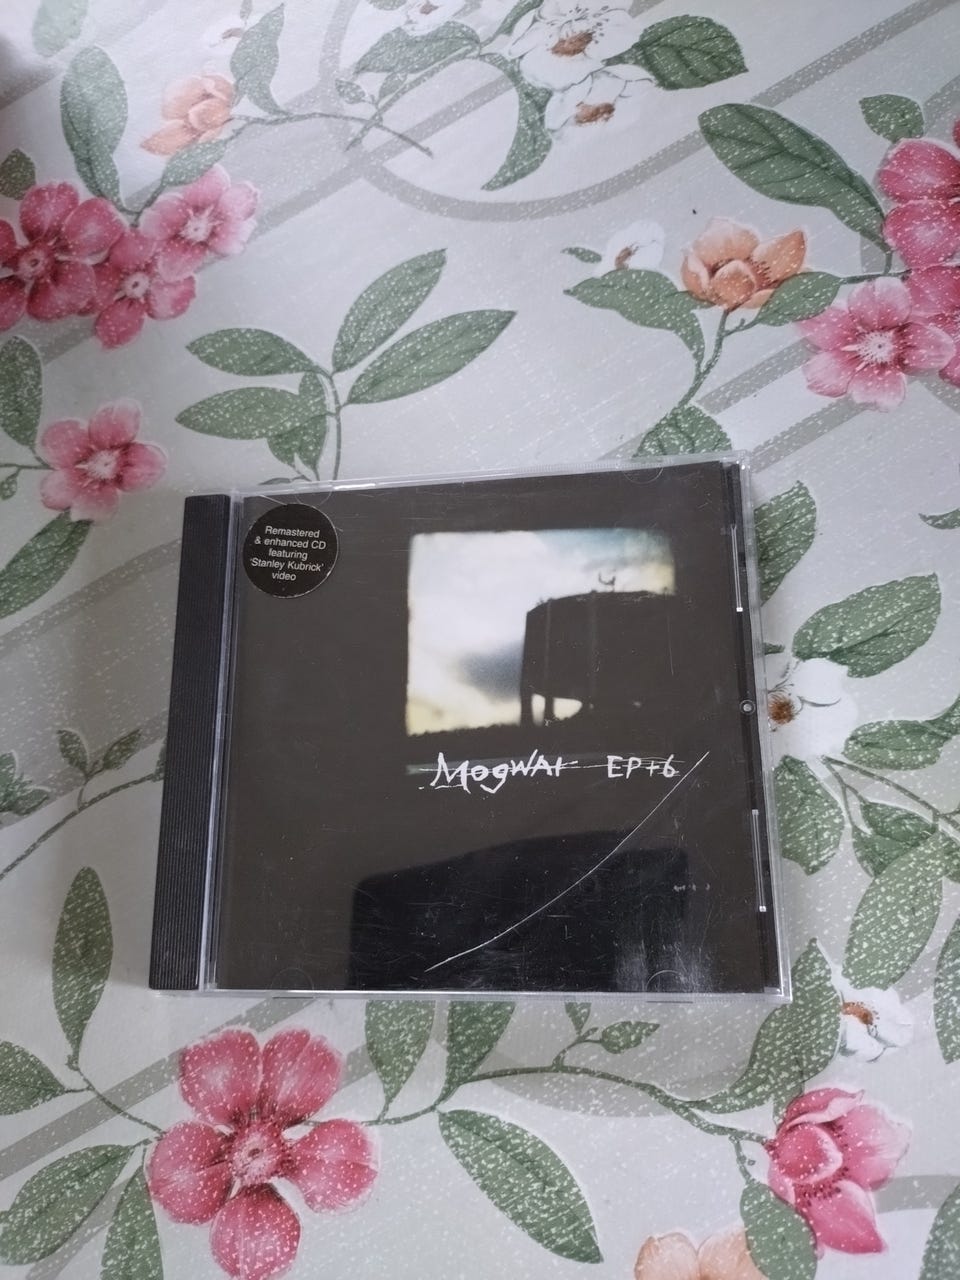 Remastered
& enhanced CD
featuring
'Stanley Kubrick'
video
MogwAI EP+6